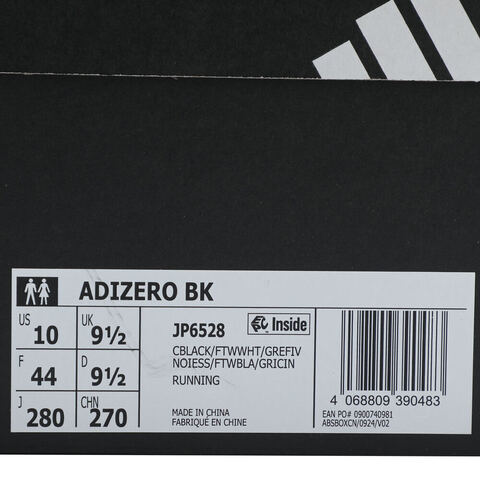 ADIZERO BK
US 10 UK 9½
F 44 D 9½
J 280 CHN 270
JP6528 Inside
CBLACK/FTWWHT/GREFIV
NOIESS/FTWBLA/GRICIN
RUNNING
MADE IN CHINA
FABRIQUÉ EN CHINE
4 068809 390483
EAN PO# 0900740981
ABSBOXCN/0924/V02